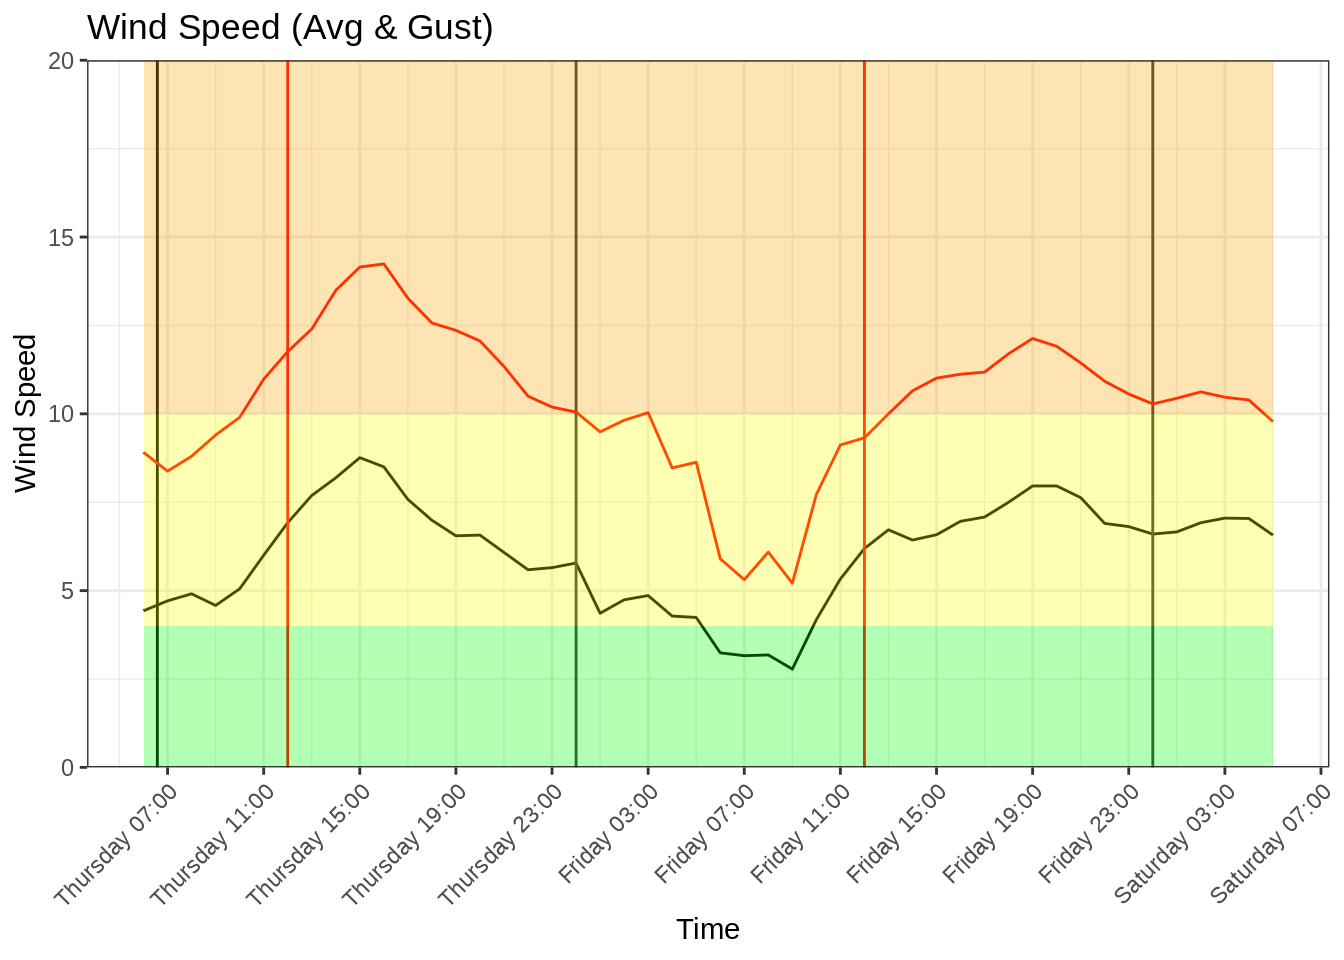 Wind Speed (Avg & Gust)
20
15
10
5
0
Wind Speed
Thursday 07:00
Thursday 11:00
Thursday 15:00
Thursday 19:00
Thursday 23:00
Friday 03:00
Friday 07:00
Friday 11:00
Friday 15:00
Friday 19:00
Friday 23:00
Saturday 03:00
Saturday 07:00
Time